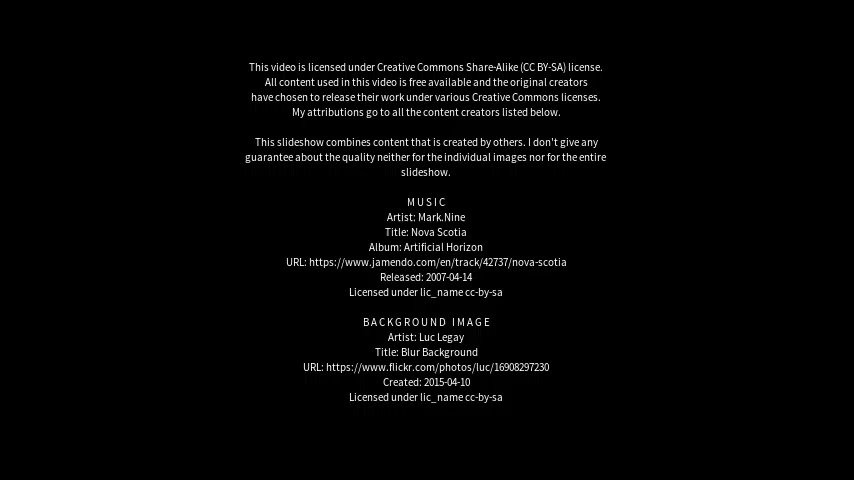 This video is licensed under Creative Commons Share-Alike (CC BY-SA) license.
All content used in this video is free available and the original creators
have chosen to release their work under various Creative Commons licenses.
My attributions go to all the content creators listed below.
This slideshow combines content that is created by others. I don't give any
guarantee about the quality neither for the individual images nor for the entire
slideshow.
MUSIC
Artist: Mark.Nine
Title: Nova Scotia
Album: Artificial Horizon
URL: https://www.jamendo.com/en/track/42737/nova-scotia
Released: 2007-04-14
Licensed under lic_name cc-by-sa
BACKGROUND IMAGE
Artist: Luc Legay
Title: Blur Background
URL: https://www.flickr.com/photos/luc/16908297230
Created: 2015-04-10
Licensed under lic_name cc-by-sa